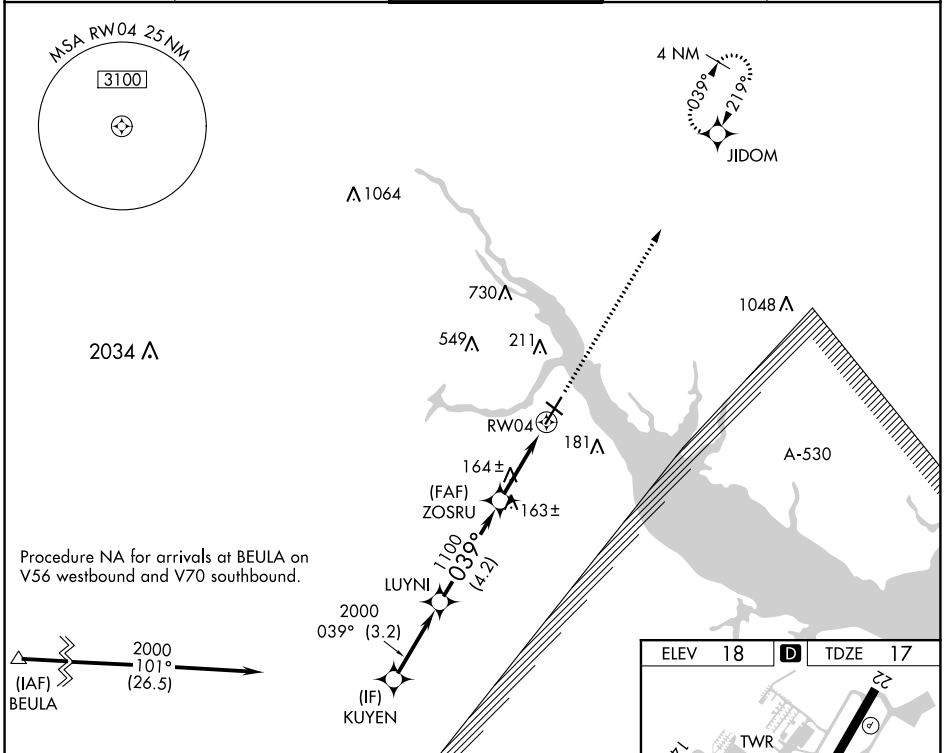 MSA RW04 25 NM
3100
4 NM
039°
219°
JIDOM
1064
730
1048
549
211
2034
RW04
181
A-530
164±
(FAF)
ZOSRU
163±
1100
039°
(4.2)
Procedure NA for arrivals at BEULA on
V56 westbound and V70 southbound.
LUYNI
2000
039° (3.2)
2000
101°
(26.5)
(IAF)
BEULA
(IF)
KUYEN
ELEV 18 D TDZE 17
22
P
TWR